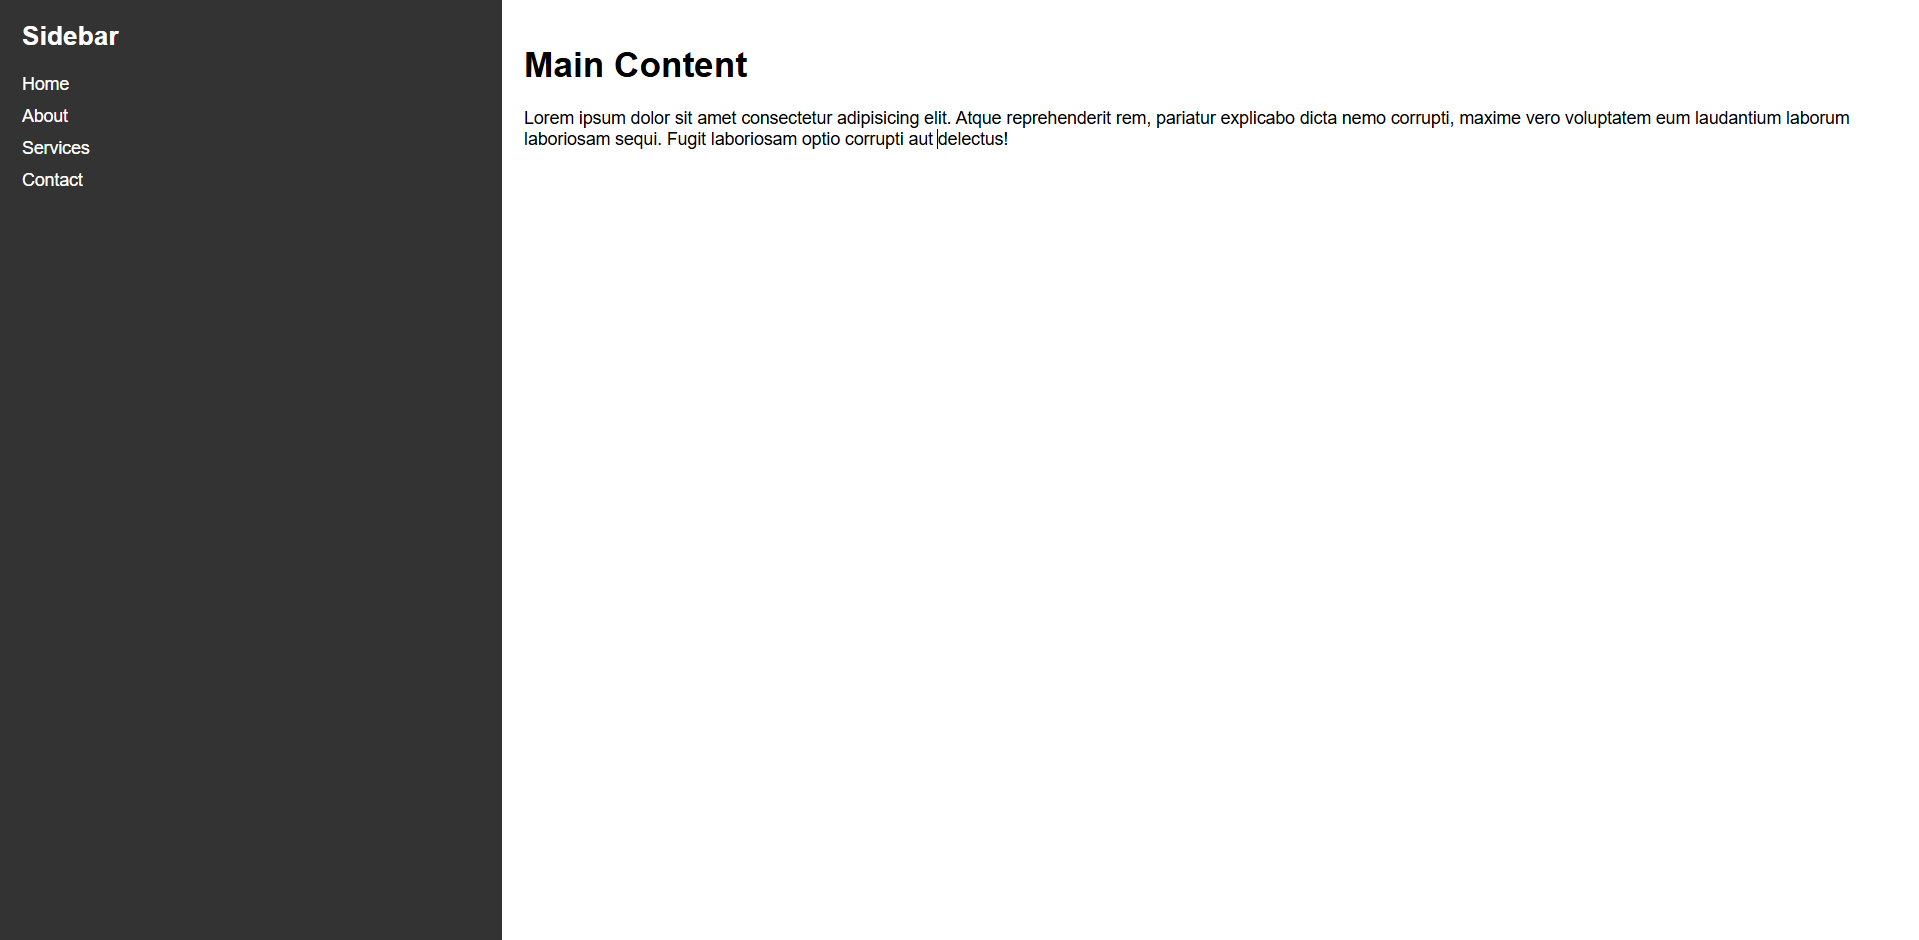 Sidebar
Home
About
Services
Contact
Main Content
Lorem ipsum dolor sit amet consectetur adipisicing elit. Atque reprehenderit rem, pariatur explicabo dicta nemo corrupti, maxime vero voluptatem eum laudantium laborum
laboriosam sequi. Fugit laboriosam optio corrupti aut delectus!